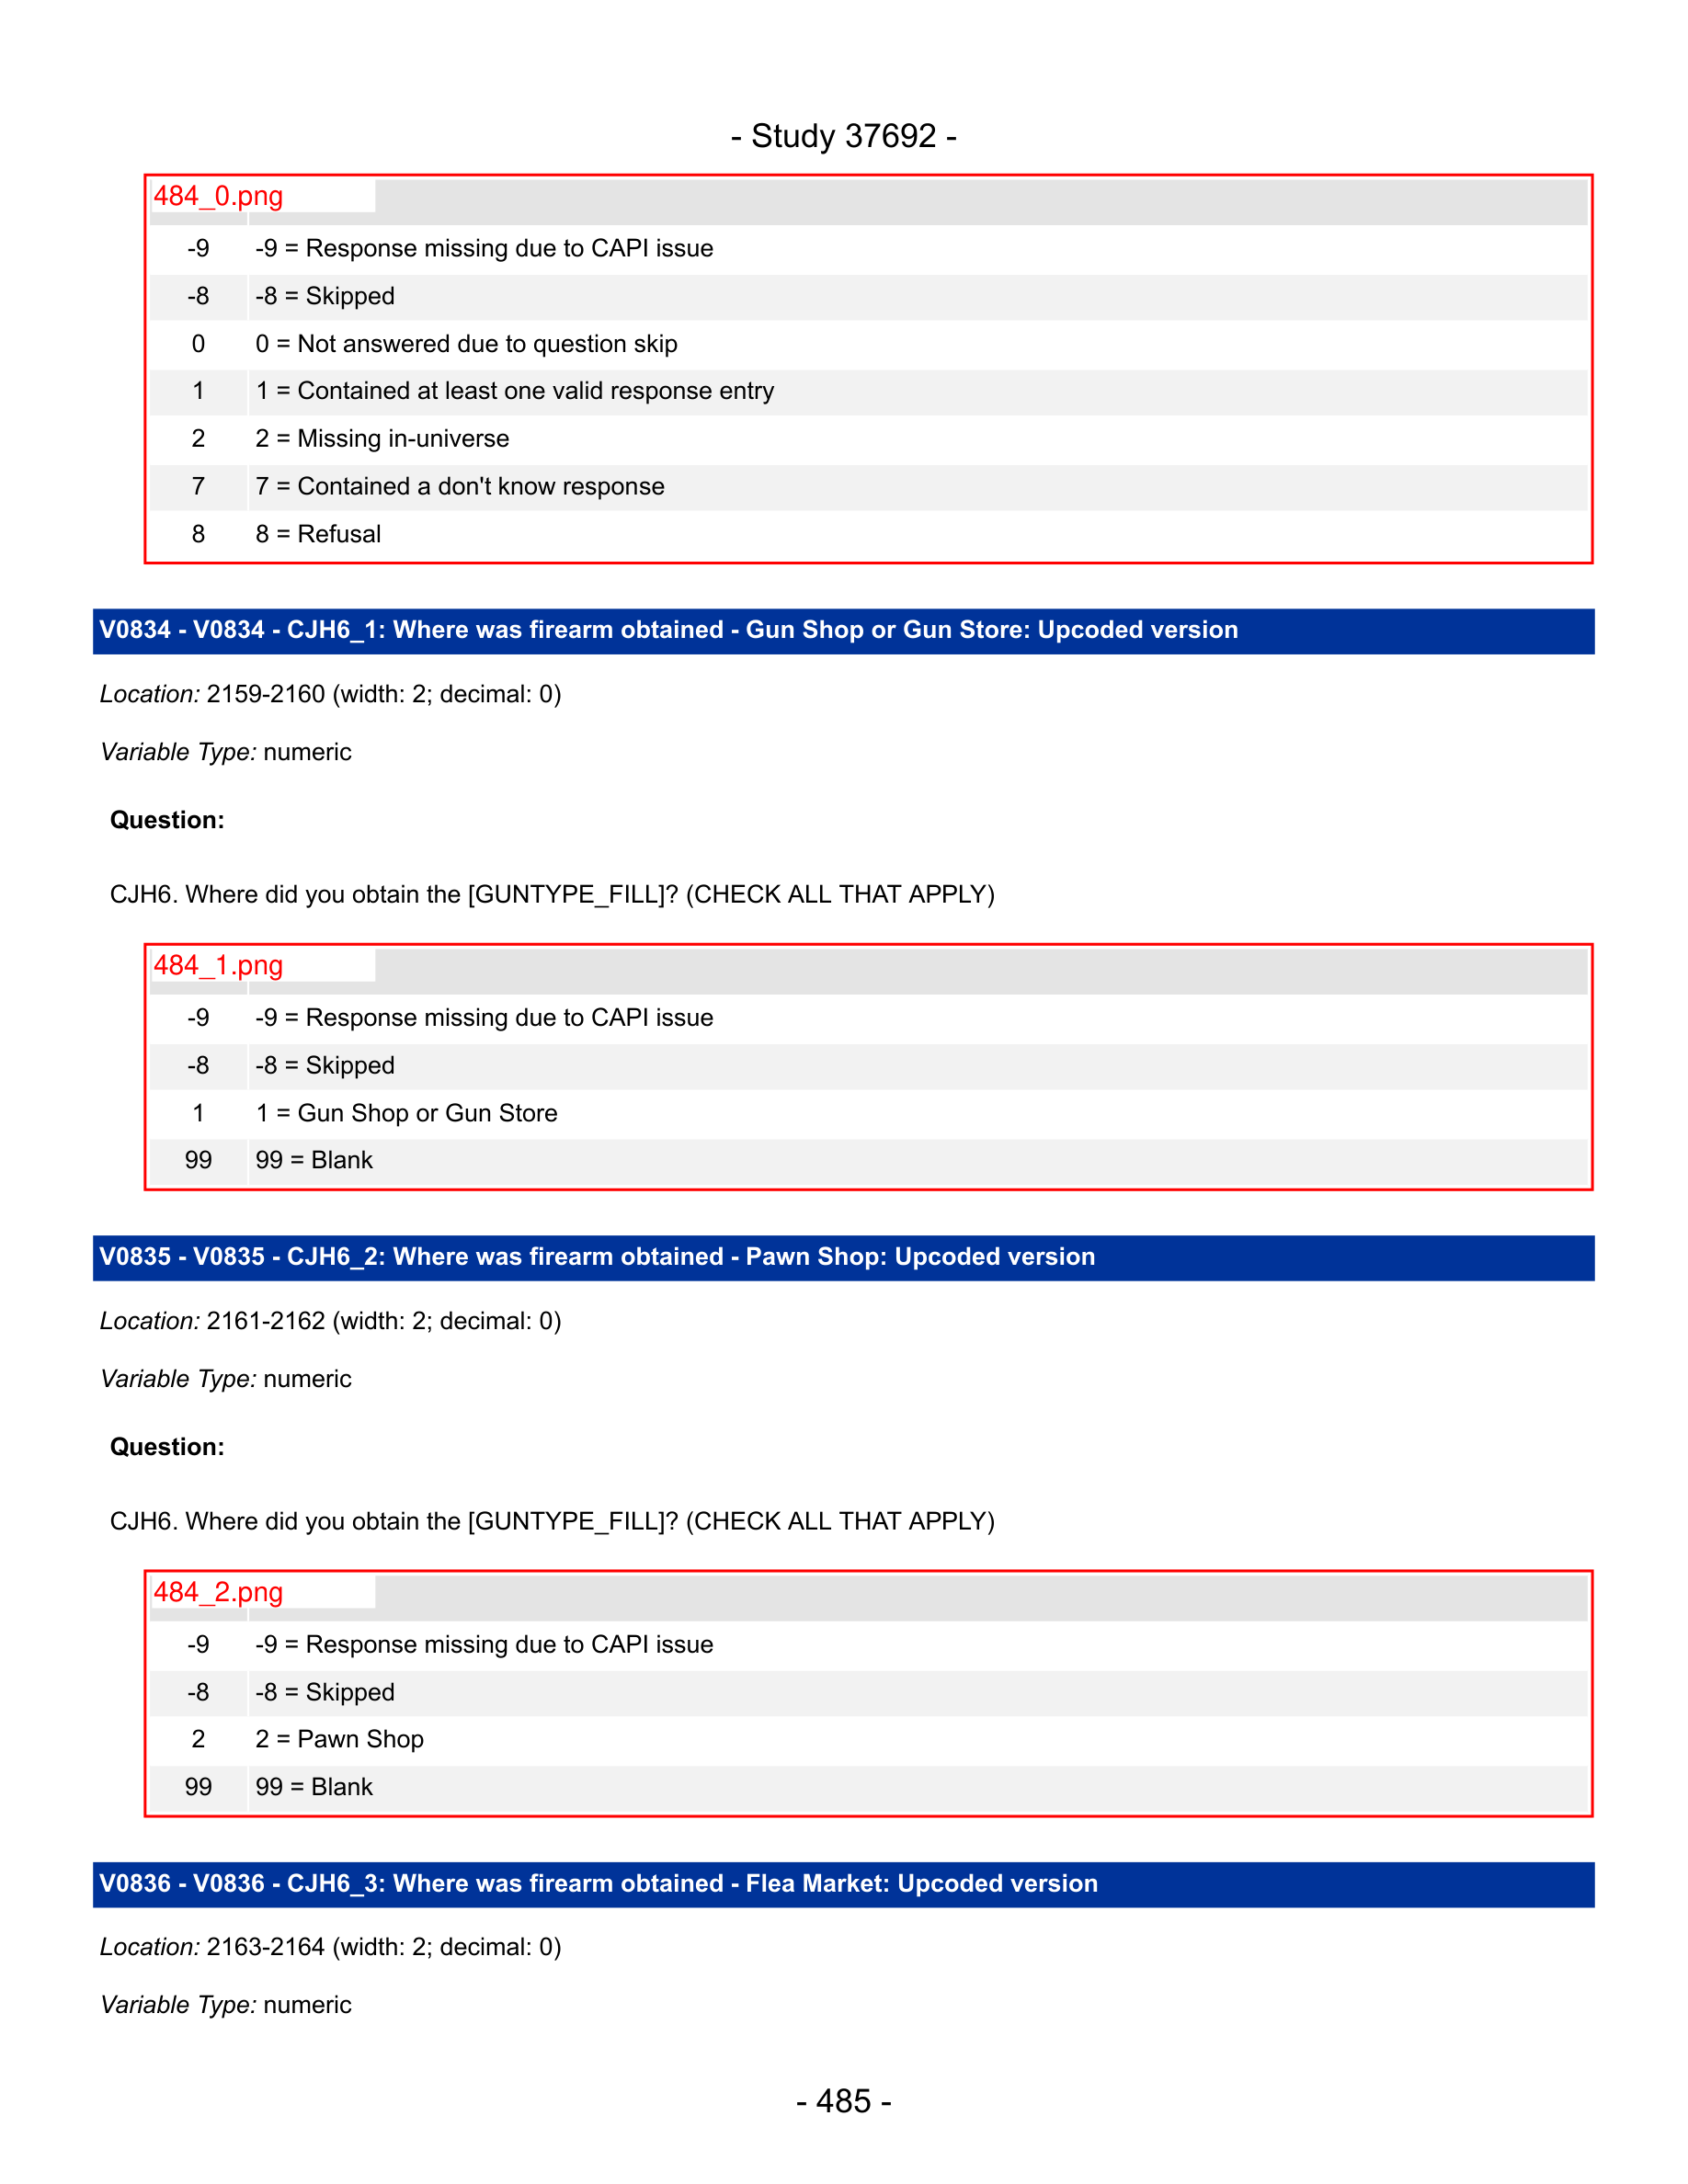 - Study 37692 -
484_0.png
-9 -9 = Response missing due to CAPI issue
-8 -8 = Skipped
0 0 = Not answered due to question skip
1 1 = Contained at least one valid response entry
2 2 = Missing in-universe
7 7 = Contained a don't know response
8 8 = Refusal
V0834 - V0834 - CJH6_1: Where was firearm obtained - Gun Shop or Gun Store: Upcoded version
Location: 2159-2160 (width: 2; decimal: 0)
Variable Type: numeric
Question:
CJH6. Where did you obtain the [GUNTYPE_FILL]? (CHECK ALL THAT APPLY)
484_1.png
-9 -9 = Response missing due to CAPI issue
-8 -8 = Skipped
1 1 = Gun Shop or Gun Store
99 99 = Blank
V0835 - V0835 - CJH6_2: Where was firearm obtained - Pawn Shop: Upcoded version
Location: 2161-2162 (width: 2; decimal: 0)
Variable Type: numeric
Question:
CJH6. Where did you obtain the [GUNTYPE_FILL]? (CHECK ALL THAT APPLY)
484_2.png
-9 -9 = Response missing due to CAPI issue
-8 -8 = Skipped
2 2 = Pawn Shop
99 99 = Blank
V0836 - V0836 - CJH6_3: Where was firearm obtained - Flea Market: Upcoded version
Location: 2163-2164 (width: 2; decimal: 0)
Variable Type: numeric
- 485 -